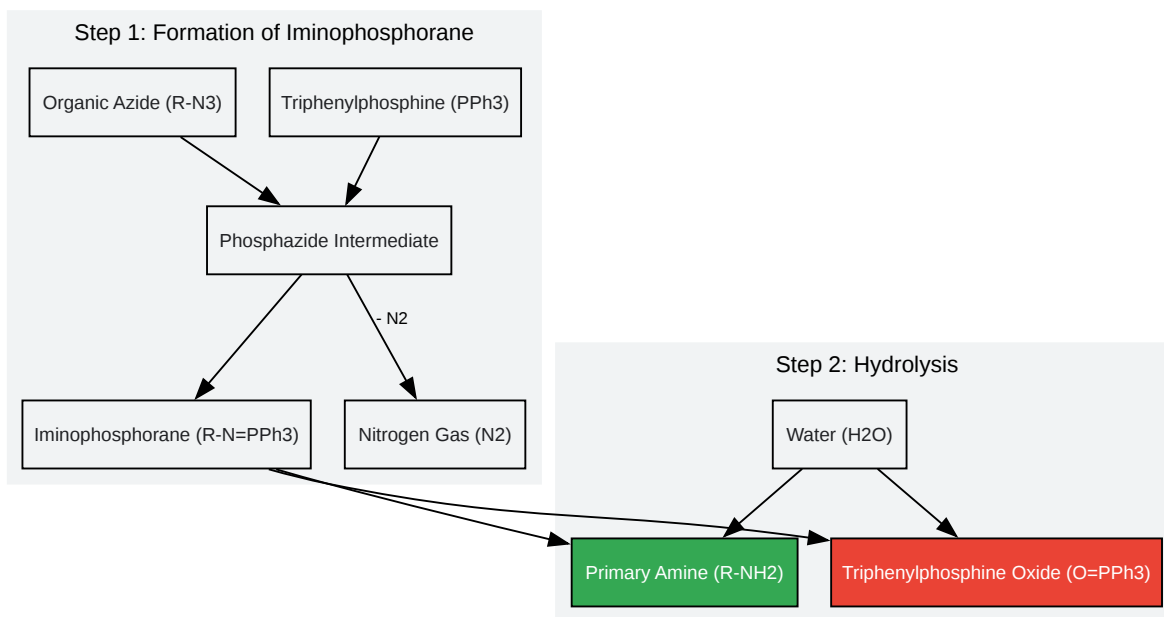 Step 1: Formation of Iminophosphorane
Organic Azide (R-N3)
Triphenylphosphine (PPh3)
Phosphazide Intermediate
- N2
Iminophosphorane (R-N=PPh3)
Nitrogen Gas (N2)
Step 2: Hydrolysis
Water (H2O)
Primary Amine (R-NH2)
Triphenylphosphine Oxide (O=PPh3)